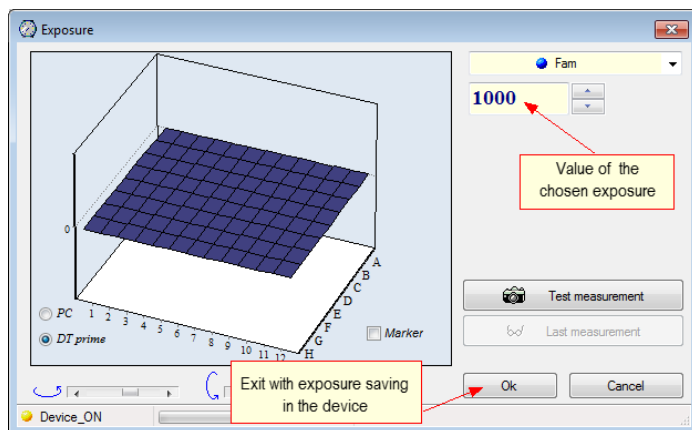 Exposure
Fam
1000
Value of the
chosen exposure
0
A
B
C
D
E
F
G
H
1 2 3 4 5 6 7 8 9 10 11 12
PC
DT prime
Marker
Test measurement
Last measurement
Exit with exposure saving
in the device
Ok
Cancel
Device_ON